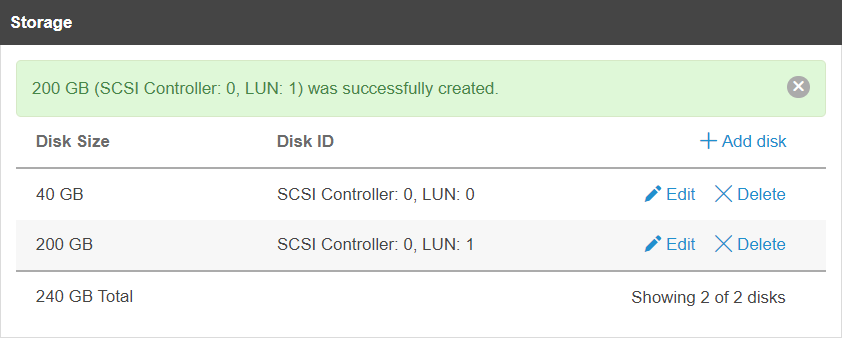 Storage
200 GB (SCSI Controller: 0, LUN: 1) was successfully created.
Disk Size Disk ID Add disk
40 GB SCSI Controller: 0, LUN: 0 Edit Delete
200 GB SCSI Controller: 0, LUN: 1 Edit Delete
240 GB Total Showing 2 of 2 disks